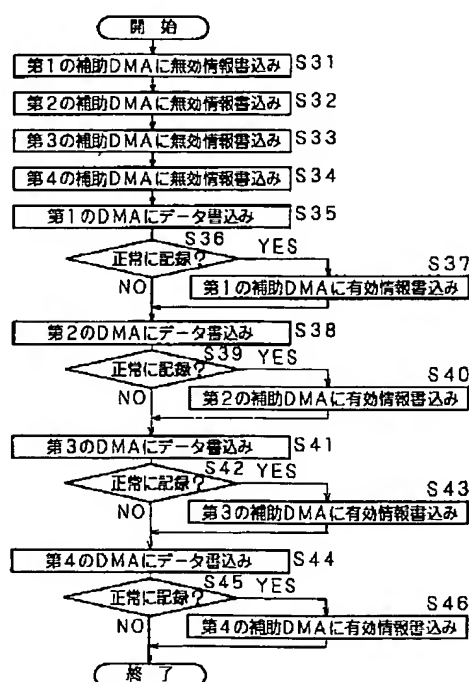 開始
第1の補助DMAに無効情報書込み S31
第2の補助DMAに無効情報書込み S32
第3の補助DMAに無効情報書込み S33
第4の補助DMAに無効情報書込み S34
第1のDMAにデータ書込み S35
S36
正常に記録? YES
S37
NO 第1の補助DMAに有効情報書込み
第2のDMAにデータ書込み S38
S39
正常に記録? YES
S40
NO 第2の補助DMAに有効情報書込み
第3のDMAにデータ書込み S41
S42
正常に記録? YES
S43
NO 第3の補助DMAに有効情報書込み
第4のDMAにデータ書込み S44
S45
正常に記録? YES
S46
NO 第4の補助DMAに有効情報書込み
終了